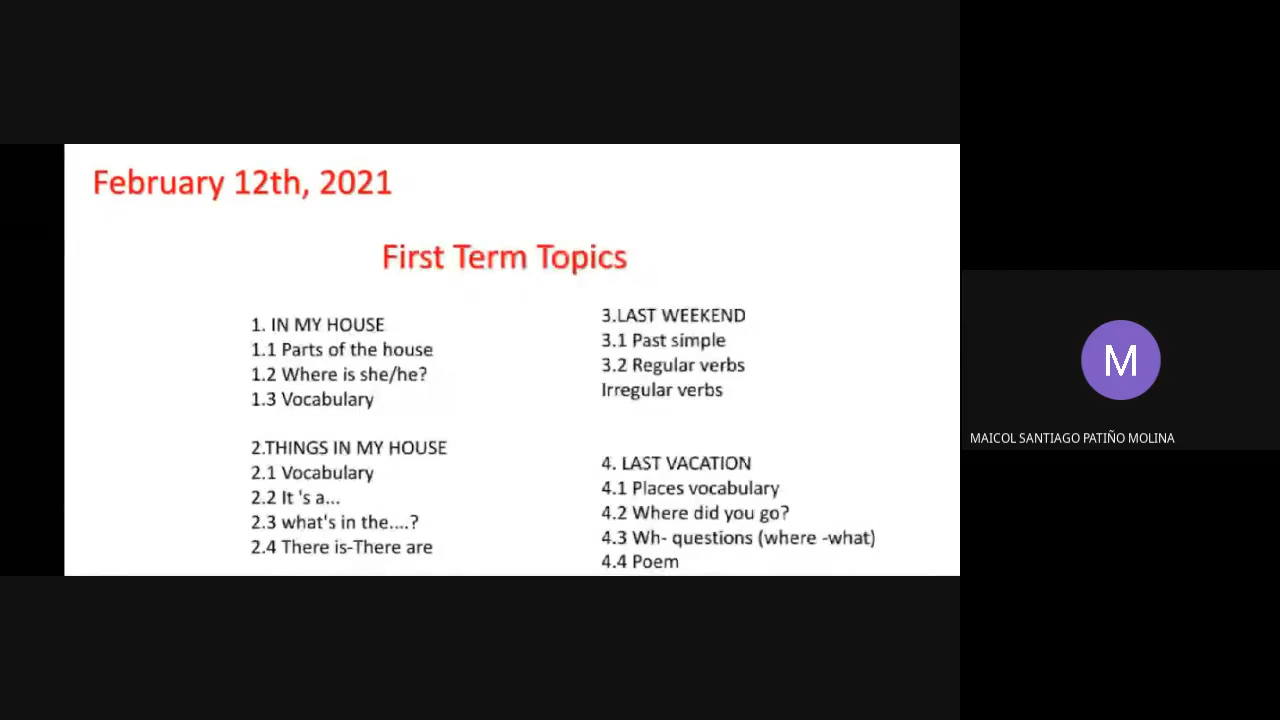 February 12th, 2021
First Term Topics
1. IN MY HOUSE
1.1 Parts of the house
1.2 Where is she/he?
1.3 Vocabulary
2.THINGS IN MY HOUSE
2.1 Vocabulary
2.2 It 's a...
2.3 what's in the....?
2.4 There is-There are
3.LAST WEEKEND
3.1 Past simple
3.2 Regular verbs
Irregular verbs
4. LAST VACATION
4.1 Places vocabulary
4.2 Where did you go?
4.3 Wh- questions (where -what)
4.4 Poem
M
MAICOL SANTIAGO PATIÑO MOLINA